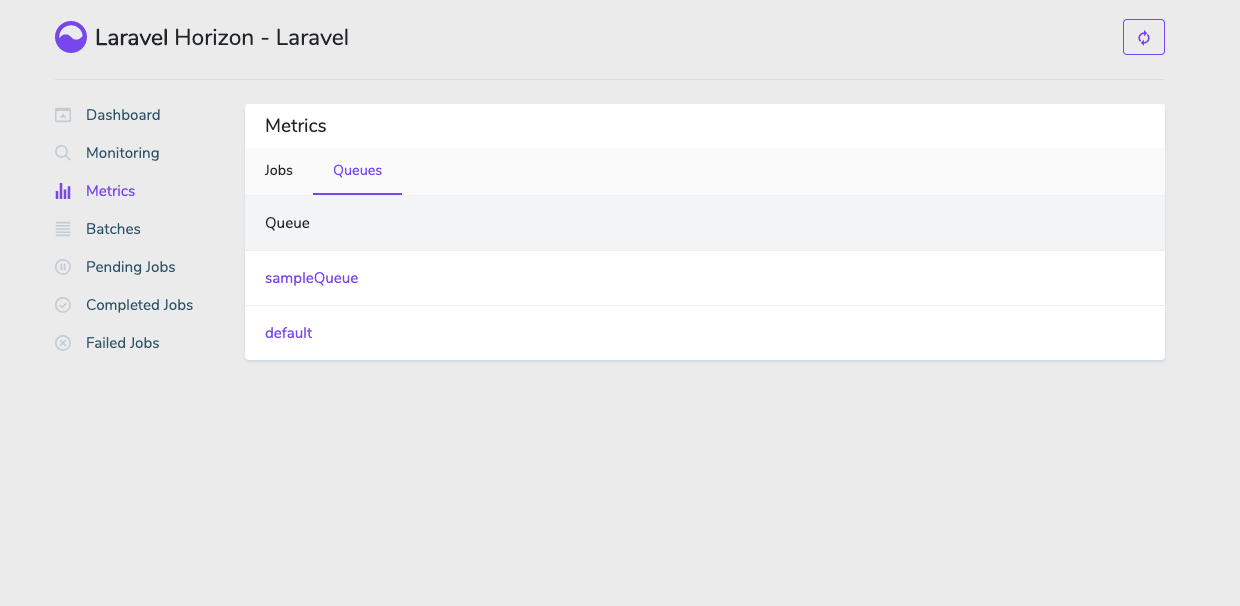 Laravel Horizon - Laravel
Dashboard
Monitoring
Metrics
Batches
Pending Jobs
Completed Jobs
Failed Jobs
Metrics
Jobs Queues
Queue
sampleQueue
default